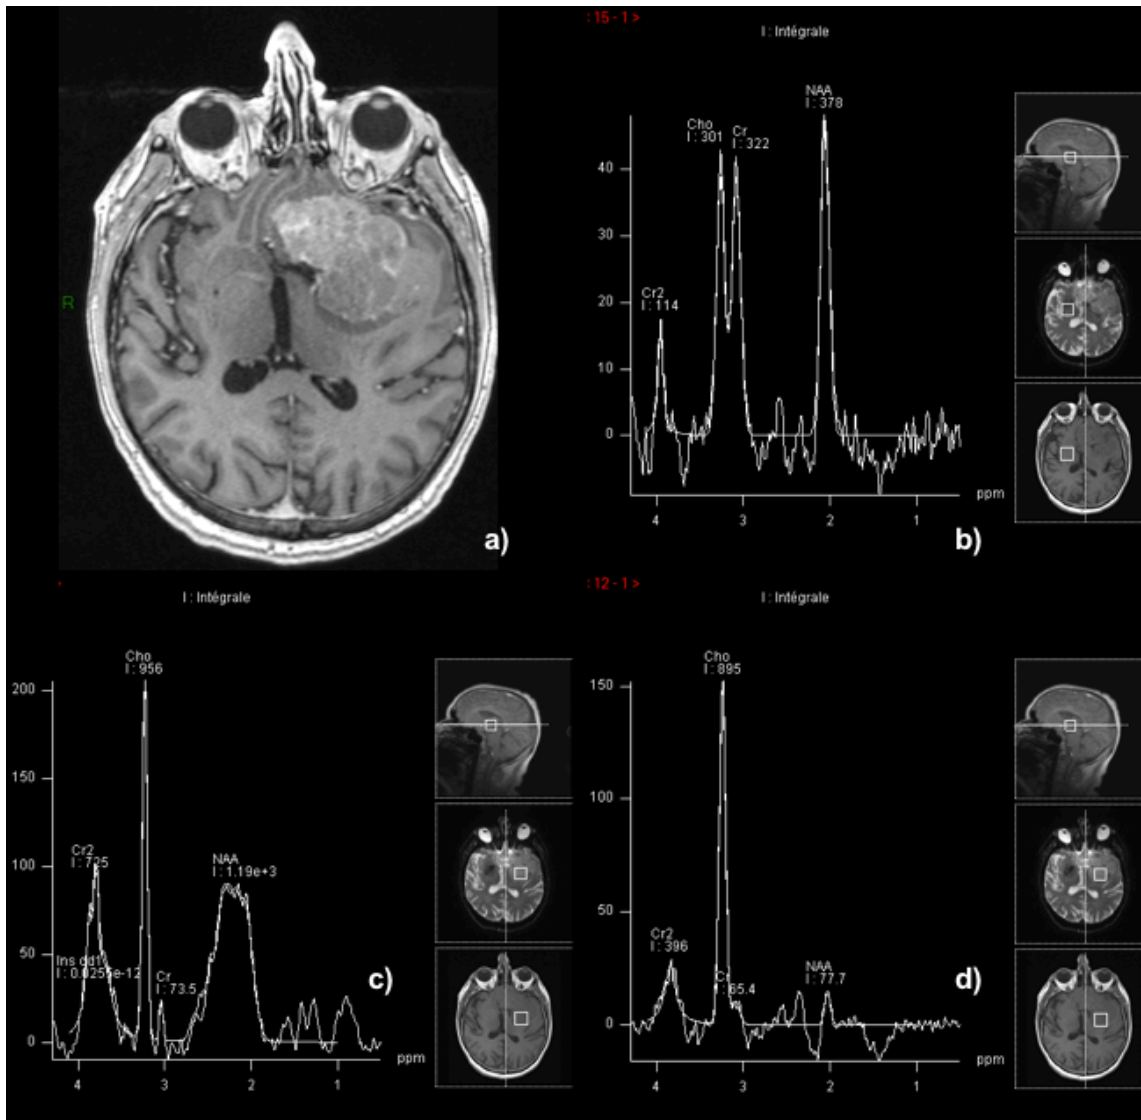 R
a)
: 15 - 1 >
I : Intégrale
NAA
I : 378
Cho
I : 301
Cr
I : 322
Cr2
I : 114
40
30
20
10
0
4
3
2
1
ppm
b)
I : Intégrale
Cho
I : 956
Cr2
I : 725
NAA
I : 1.19e+3
Cr
I : 73.5
200
150
100
50
0
4
3
2
1
ppm
c)
: 12 - 1 >
I : Intégrale
Cho
I : 895
Cr2
I : 396
Cr
NAA
I : 77.7
150
100
50
0
4
3
2
1
ppm
d)